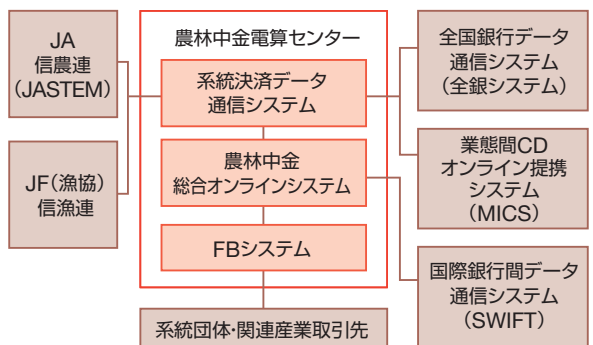 JA
信農連
（JASTEM）
JF（漁協）
信漁連
農林中金電算センター
系統決済データ
通信システム
農林中金
総合オンラインシステム
FBシステム
系統団体・関連産業取引先
全国銀行データ
通信システム
（全銀システム）
業態間CD
オンライン提携
システム
（MICS）
国際銀行間データ
通信システム
（SWIFT）